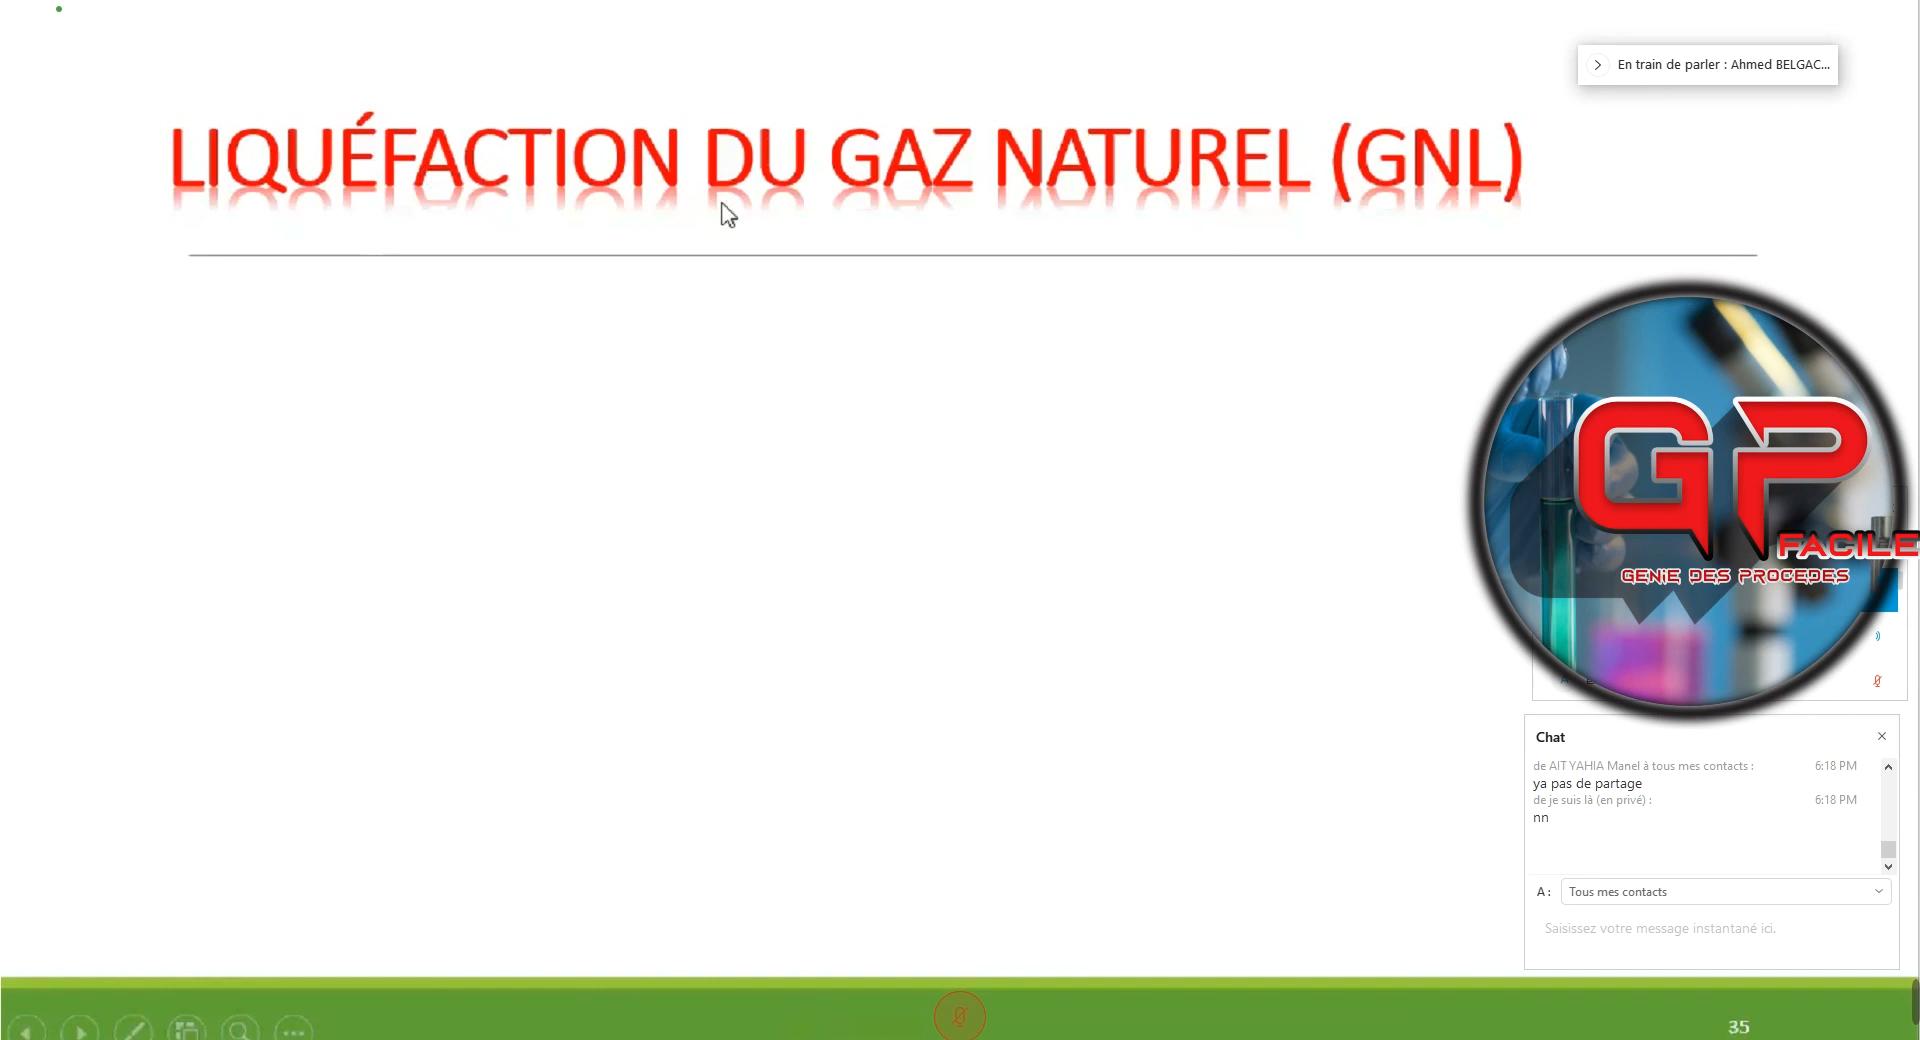 En train de parler : Ahmed BELGAC...
LIQUÉFACTION DU GAZ NATUREL (GNL)
GP
FACILE
GENIE DES PROCEDES
Chat
de AIT YAHIA Manel à tous mes contacts :
6:18 PM
ya pas de partage
de je suis là (en privé) :
6:18 PM
nn
A :
Tous mes contacts
Saisissez votre message instantané ici.
35